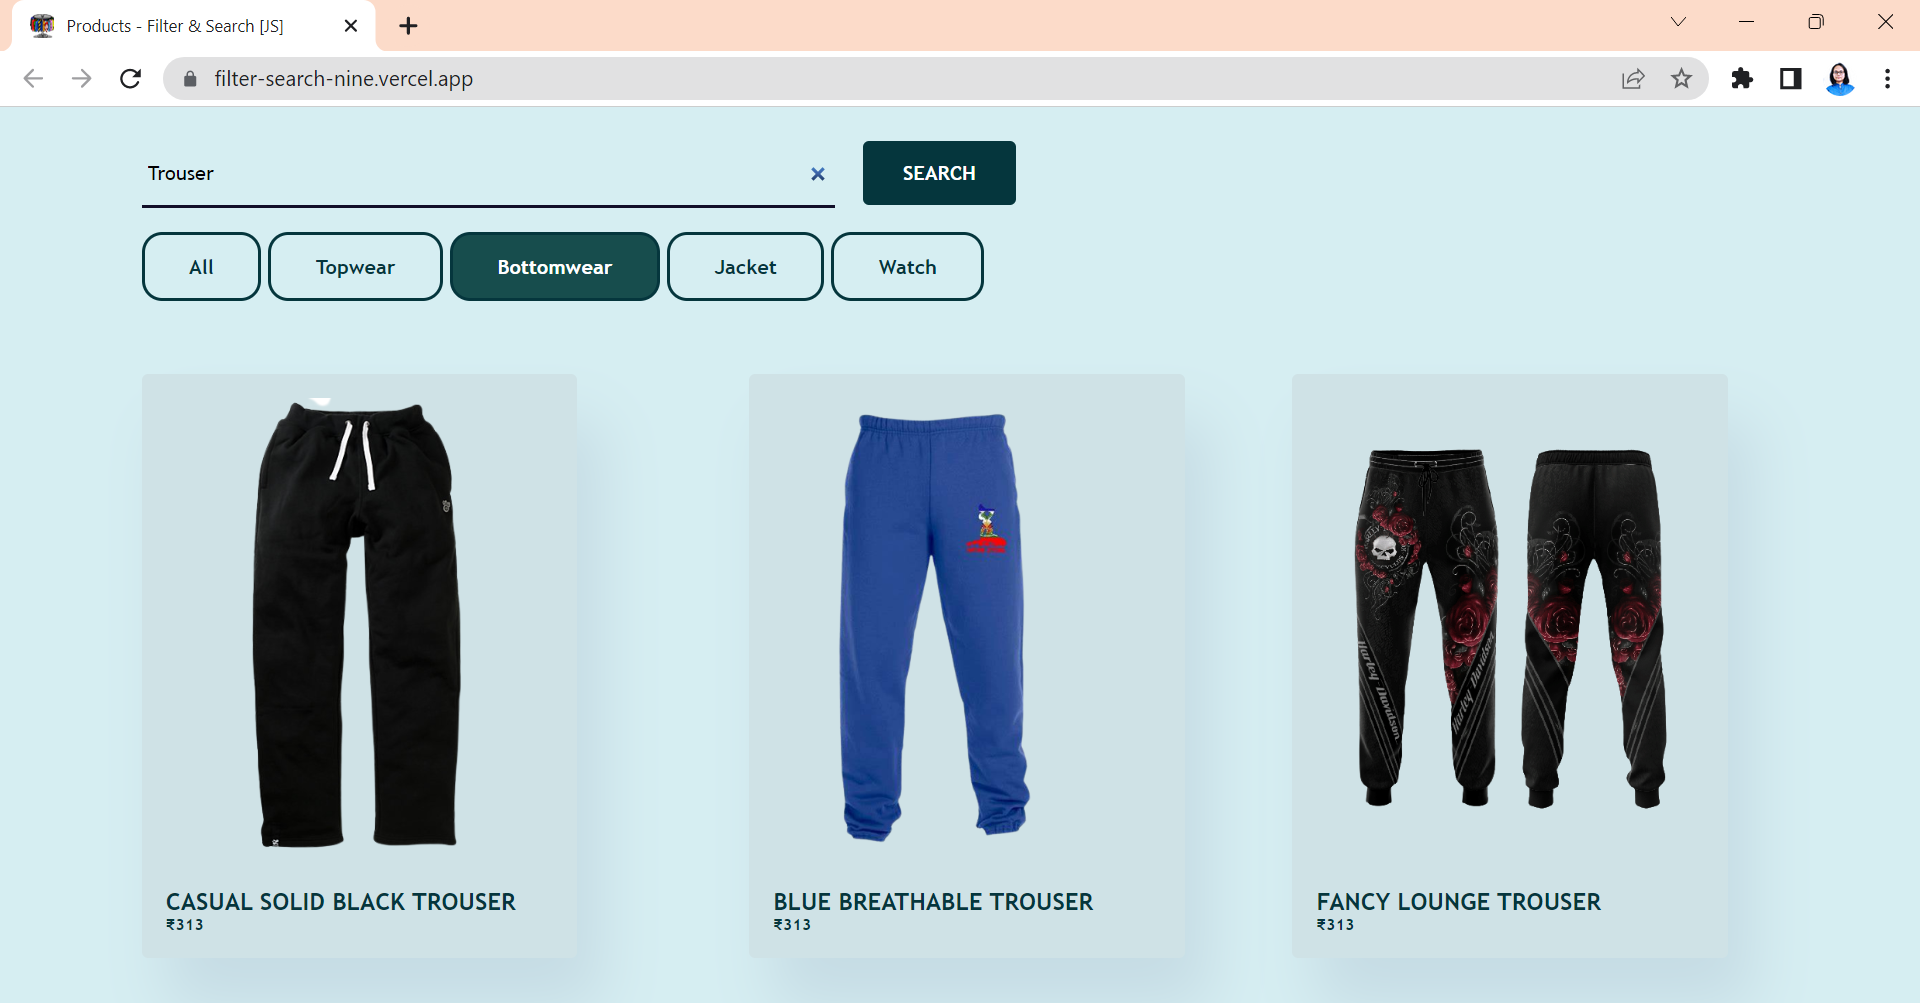 Products - Filter & Search [JS]
filter-search-nine.vercel.app
Trouser
SEARCH
All
Topwear
Bottomwear
Jacket
Watch
CASUAL SOLID BLACK TROUSER
₹313
BLUE BREATHABLE TROUSER
₹313
FANCY LOUNGE TROUSER
₹313
Harley-Davidson
Harley Davidson